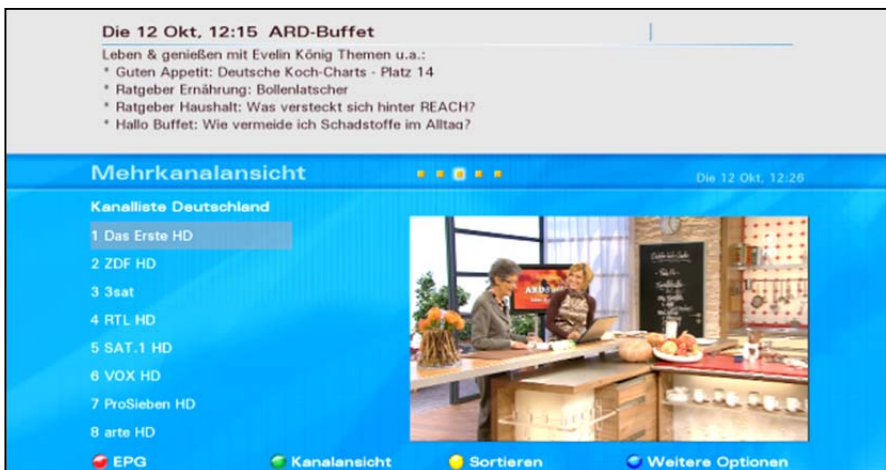 Die 12 Okt, 12:15 ARD-Buffet
Leben & genießen mit Evelin König Themen u.a.:
* Guten Appetit: Deutsche Koch-Charts - Platz 14
* Ratgeber Ernährung: Bollenlatscher
* Ratgeber Haushalt: Was versteckt sich hinter REACH?
* Hallo Buffet: Wie vermeide ich Schadstoffe im Alltag?
Mehrkanalansicht
Die 12 Okt, 12:26
Kanalliste Deutschland
1 Das Erste HD
2 ZDF HD
3 3sat
4 RTL HD
5 SAT.1 HD
6 VOX HD
7 ProSieben HD
8 arte HD
EPG
Kanalansicht
Sortieren
Weitere Optionen